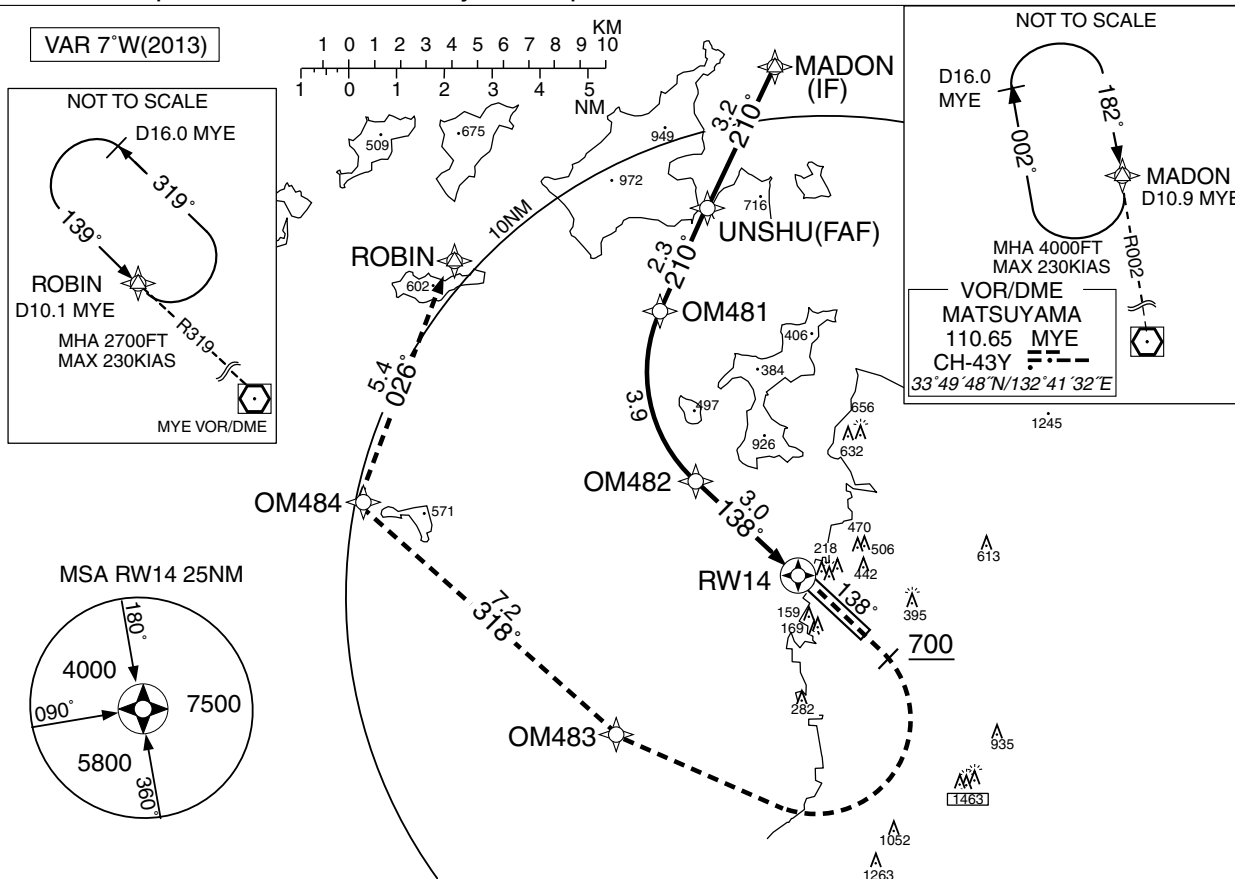 VAR 7˚W(2013)
1 0 1 2 3 4 5 6 7 8 9 10
KM
1 0 1 2 3 4 5
NM
NOT TO SCALE
D16.0 MYE
319˚
139˚
ROBIN
D10.1 MYE
MHA 2700FT
MAX 230KIAS
R319
MYE VOR/DME
NOT TO SCALE
D16.0
MYE
182˚
002˚
MADON
D10.9 MYE
MHA 4000FT
MAX 230KIAS
R002
VOR/DME
MATSUYAMA
110.65 MYE
CH-43Y
33˚49´48˝N/132˚41´32˝E
MADON
(IF)
3.2
210˚
509
675
949
972
716
10NM
UNSHU(FAF)
ROBIN
602
2.3
210˚
OM481
5.4
026˚
406
384
3.9
497
926
656
632
1245
OM482
3.0
138˚
OM484
571
470
506
218
442
613
RW14
138˚
395
159
169
700
7.2
318˚
282
OM483
935
1463
1052
1263
MSA RW14 25NM
180˚
4000
7500
090˚
5800
360˚